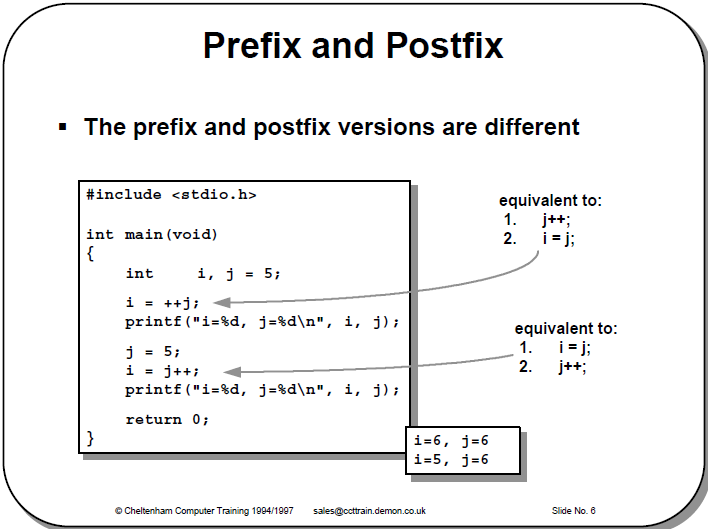 Prefix and Postfix
▪ The prefix and postfix versions are different
#include <stdio.h>
int main(void)
{
int i, j = 5;
i = ++j;
printf("i=%d, j=%d\n", i, j);
j = 5;
i = j++;
printf("i=%d, j=%d\n", i, j);
return 0;
}
equivalent to:
1. j++;
2. i = j;
equivalent to:
1. i = j;
2. j++;
i=6, j=6
i=5, j=6
© Cheltenham Computer Training 1994/1997 sales@ccttrain.demon.co.uk Slide No. 6